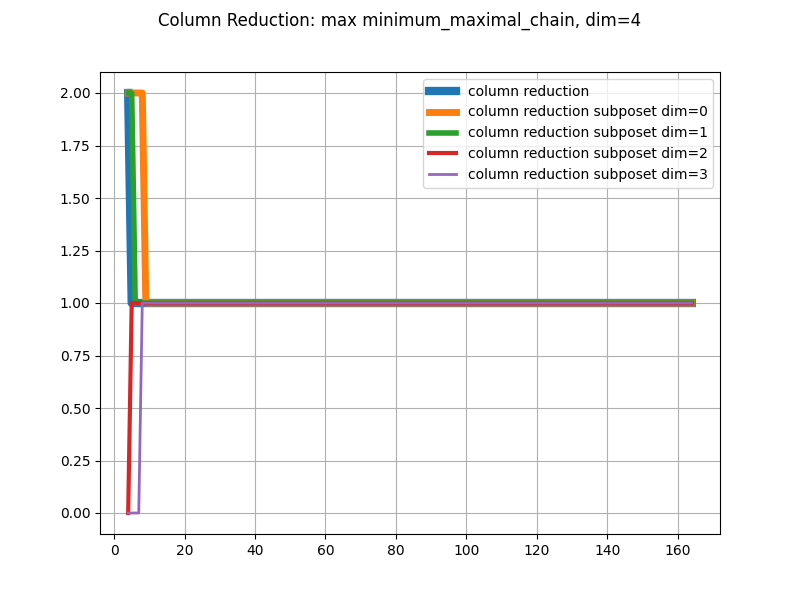 Column Reduction: max minimum_maximal_chain, dim=4
column reduction
column reduction subposet dim=0
column reduction subposet dim=1
column reduction subposet dim=2
column reduction subposet dim=3
2.00
1.75
1.50
1.25
1.00
0.75
0.50
0.25
0.00
0 20 40 60 80 100 120 140 160